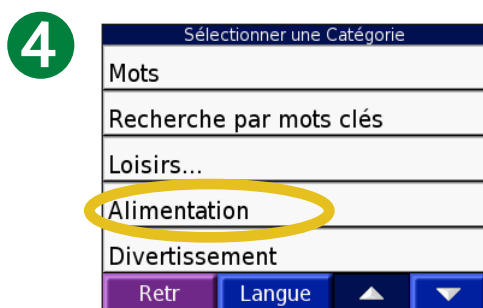 4
Sélectionner une Catégorie
Mots
Recherche par mots clés
Loisirs...
Alimentation
Divertissement
Retr Langue